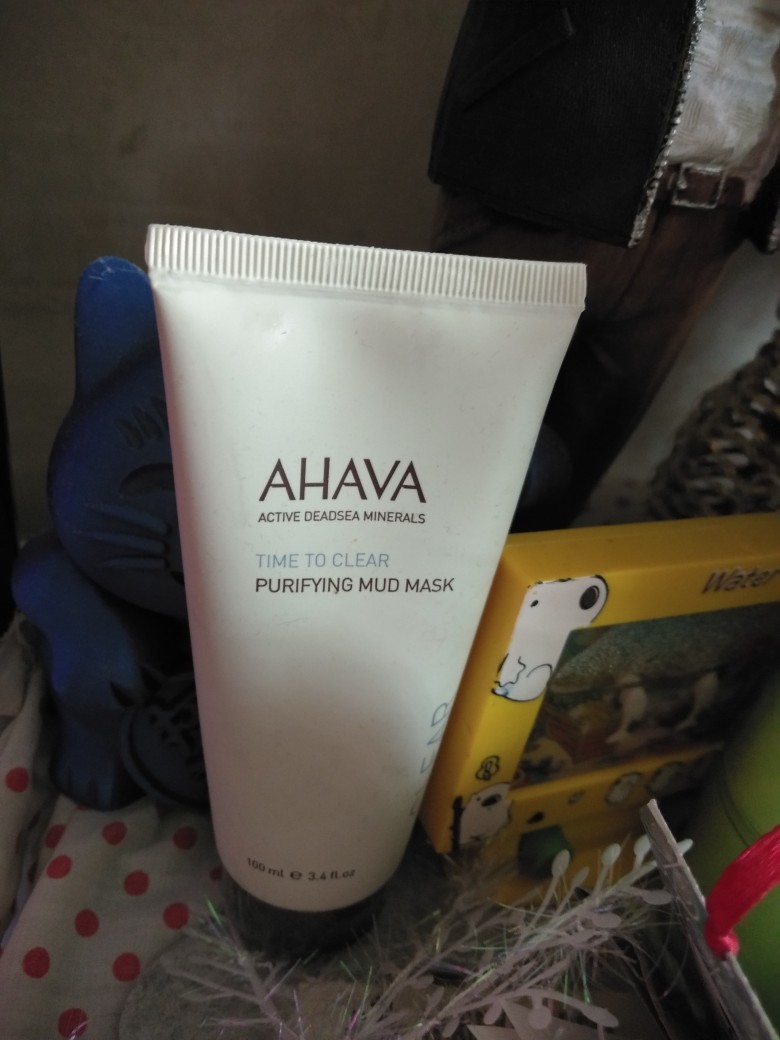 AHAVA
ACTIVE DEADSEA MINERALS
TIME TO CLEAR
PURIFYING MUD MASK
100 ml ℮ 3.4 fl.oz
Water